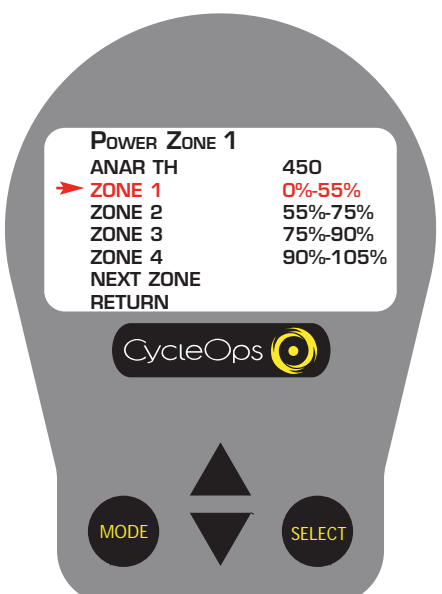 POWER ZONE 1
ANAR TH 450
ZONE 1 0%-55%
ZONE 2 55%-75%
ZONE 3 75%-90%
ZONE 4 90%-105%
NEXT ZONE
RETURN
CycleOps
MODE
SELECT